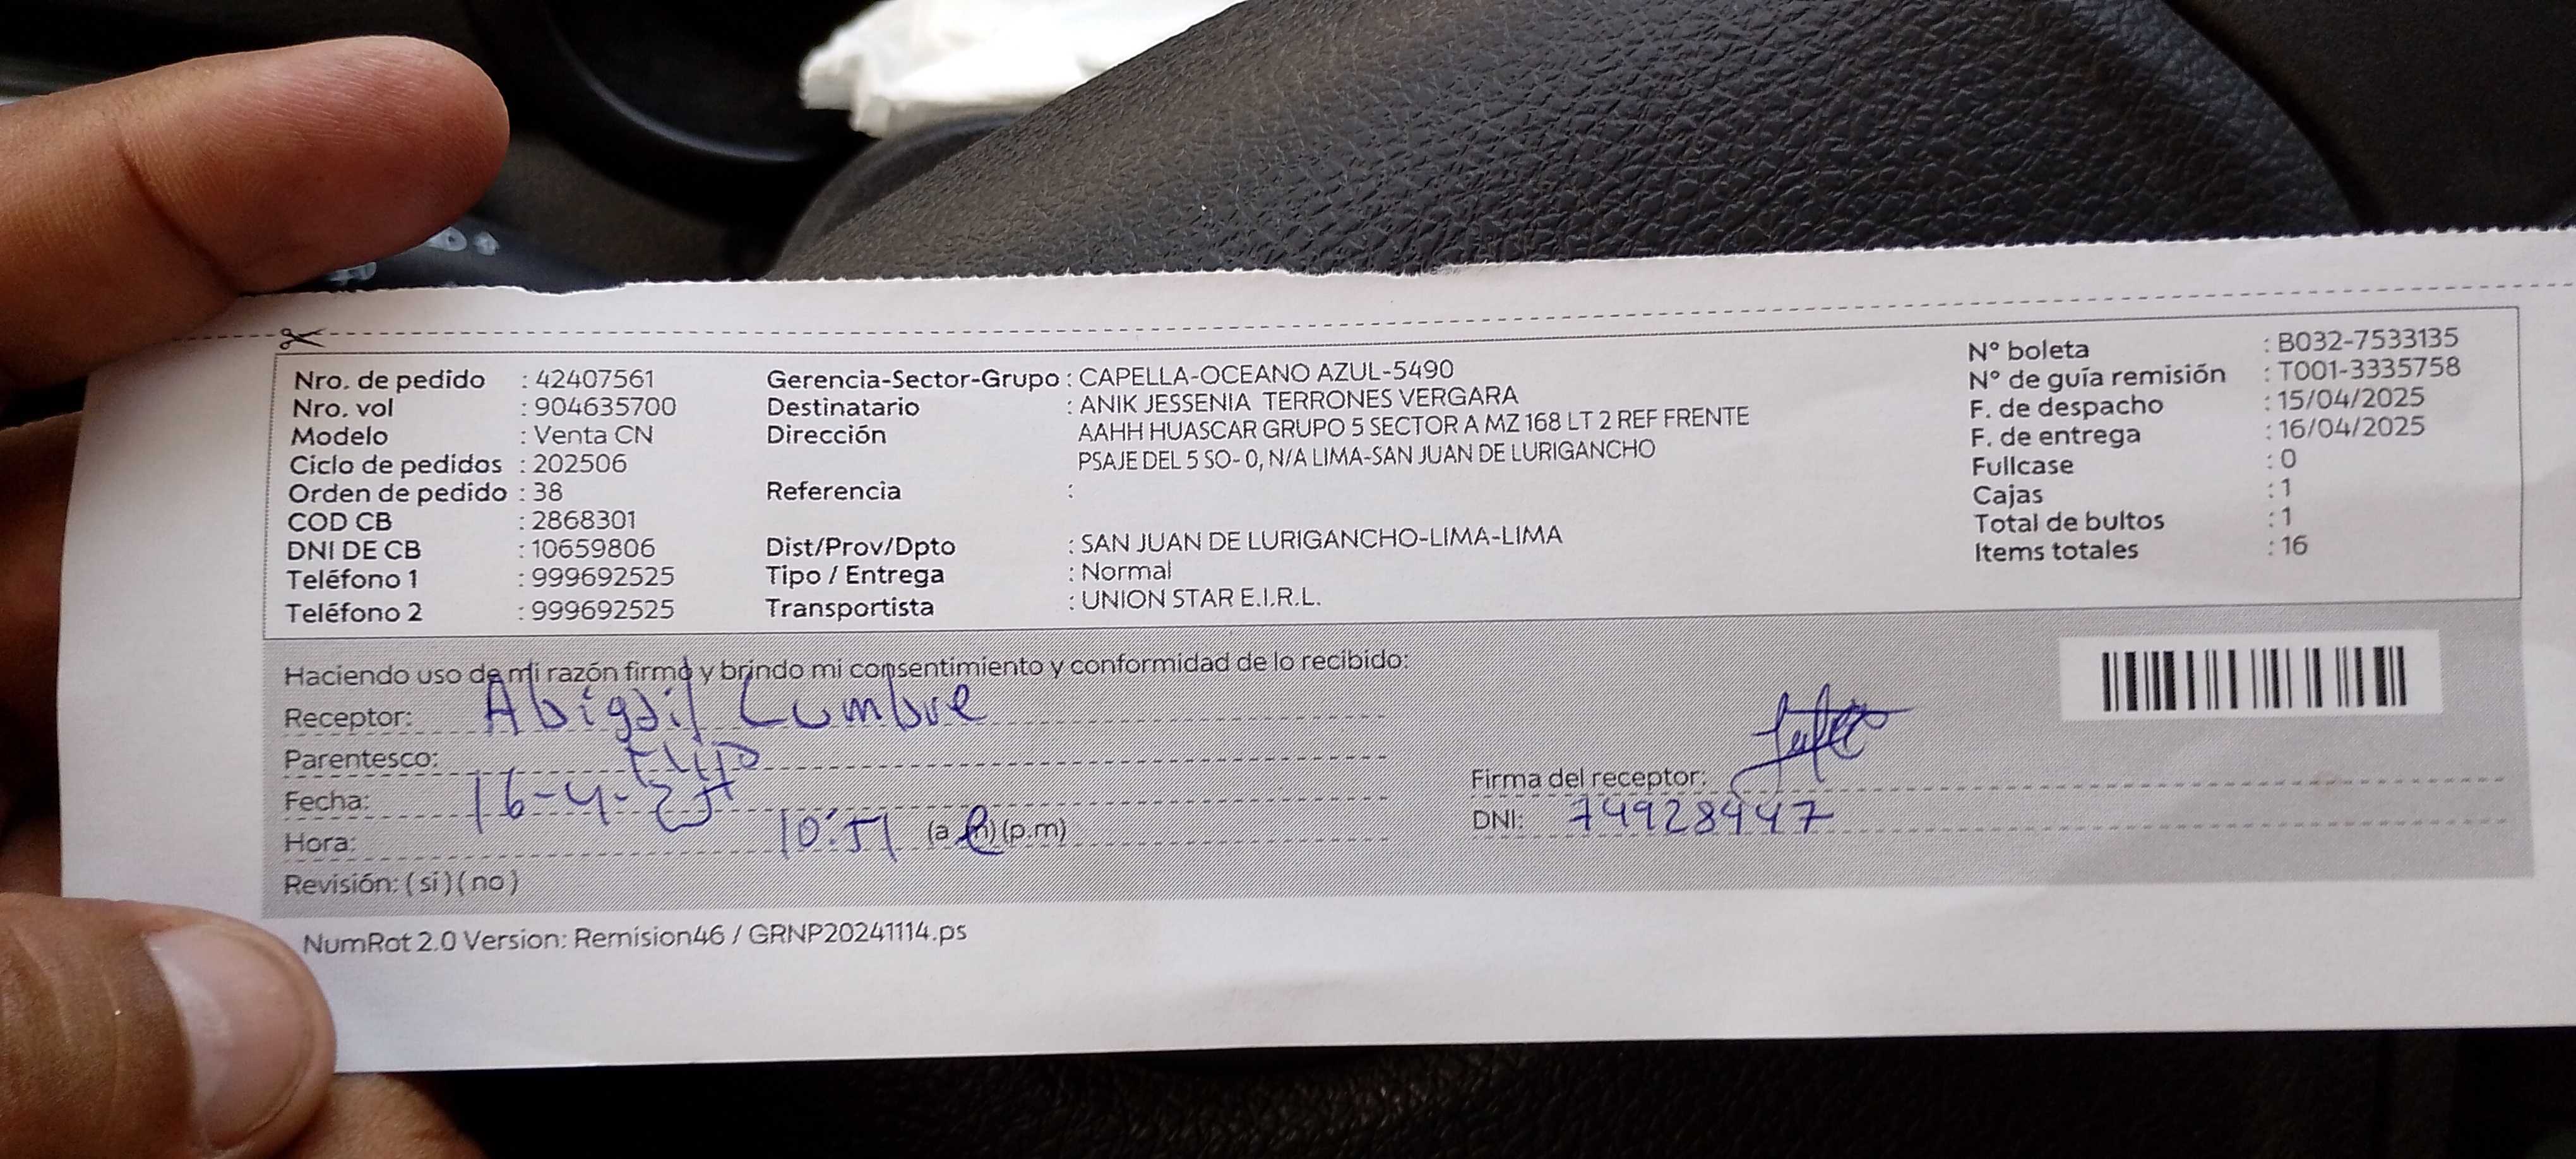 Nro. de pedido : 42407561
Nro. vol : 904635700
Modelo : Venta CN
Ciclo de pedidos : 202506
Orden de pedido : 38
COD CB : 2868301
DNI DE CB : 10659806
Teléfono 1 : 999692525
Teléfono 2 : 999692525
Gerencia-Sector-Grupo : CAPELLA-OCEANO AZUL-5490
Destinatario : ANIK JESSENIA TERRONES VERGARA
Dirección AAHH HUASCAR GRUPO 5 SECTOR A MZ 168 LT 2 REF FRENTE
PSAJE DEL 5 SO- 0, N/A LIMA-SAN JUAN DE LURIGANCHO
Referencia :
Dist/Prov/Dpto : SAN JUAN DE LURIGANCHO-LIMA-LIMA
Tipo / Entrega : Normal
Transportista : UNION STAR E.I.R.L.
N° boleta : B032-7533135
N° de guía remisión : T001-3335758
F. de despacho : 15/04/2025
F. de entrega : 16/04/2025
Fullcase : 0
Cajas : 1
Total de bultos : 1
Items totales : 16
Haciendo uso de mi razón firmo y brindo mi consentimiento y conformidad de lo recibido:
Receptor: Abigail Lumbre
Parentesco: Hijo
Fecha: 16-4-25
Hora: 10:51 (a.m) (p.m)
Revisión: (si) (no)
Firma del receptor:
DNI: 74928947
NumRot 2.0 Version: Remision46 / GRNP20241114.ps